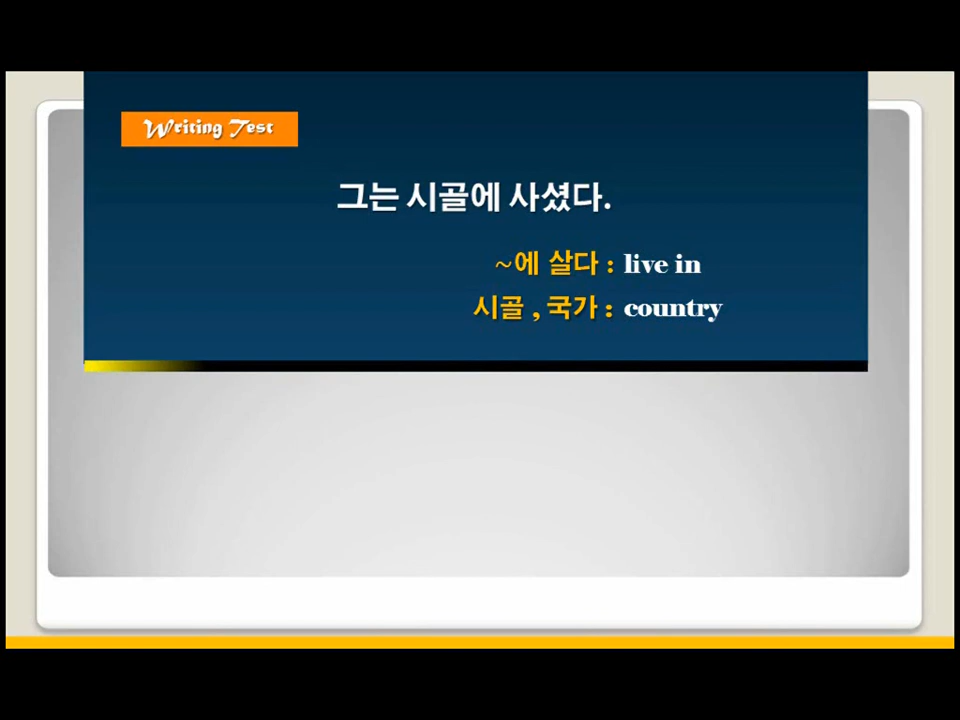 Writing Test
그는 시골에 사셨다.
~에 살다 : live in
시골 , 국가 : country